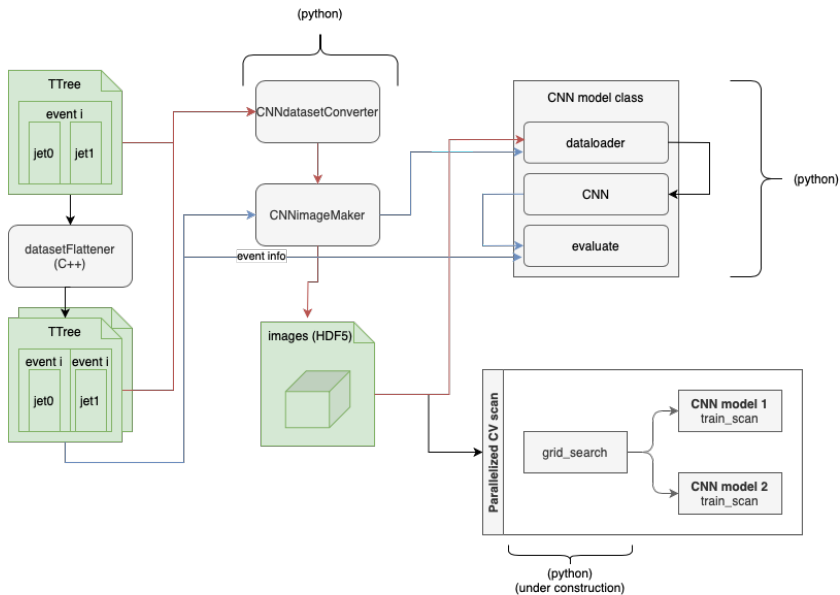 (python)
TTree
event i
jet0
jet1
CNNdatasetConverter
CNN model class
dataloader
CNNimageMaker
CNN
(python)
datasetFlattener
(C++)
evaluate
event info
TTree
event i
event i
jet0
jet1
images (HDF5)
Parallelized CV scan
grid_search
CNN model 1
train_scan
CNN model 2
train_scan
(python)
(under construction)